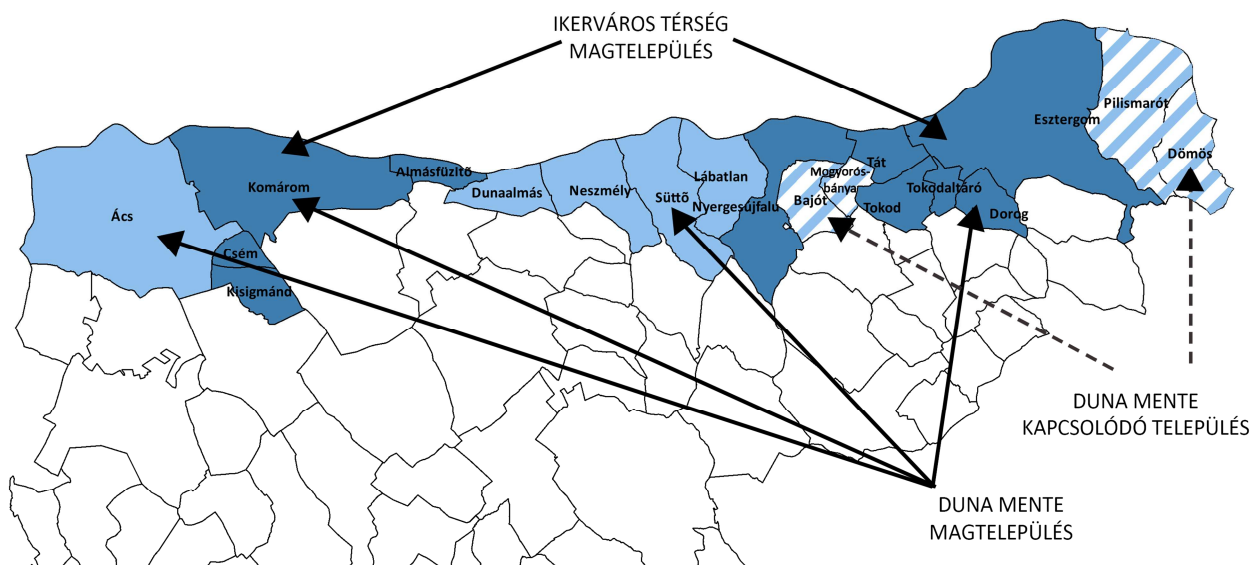 IKERVÁROS TÉRSÉG
MAGTELEPÜLÉS
Pilismarót
Esztergom
Dömös
Tát
Almásfüzitő
Mogyorós-
bánya
Lábatlan
Komárom
Dunaalmás
Neszmély
Süttő
Tokodaltáró
Bajót
Nyergesújfalu
Tokod
Dorog
Ács
Csém
Kisigmánd
DUNA MENTE
KAPCSOLÓDÓ TELEPÜLÉS
DUNA MENTE
MAGTELEPÜLÉS